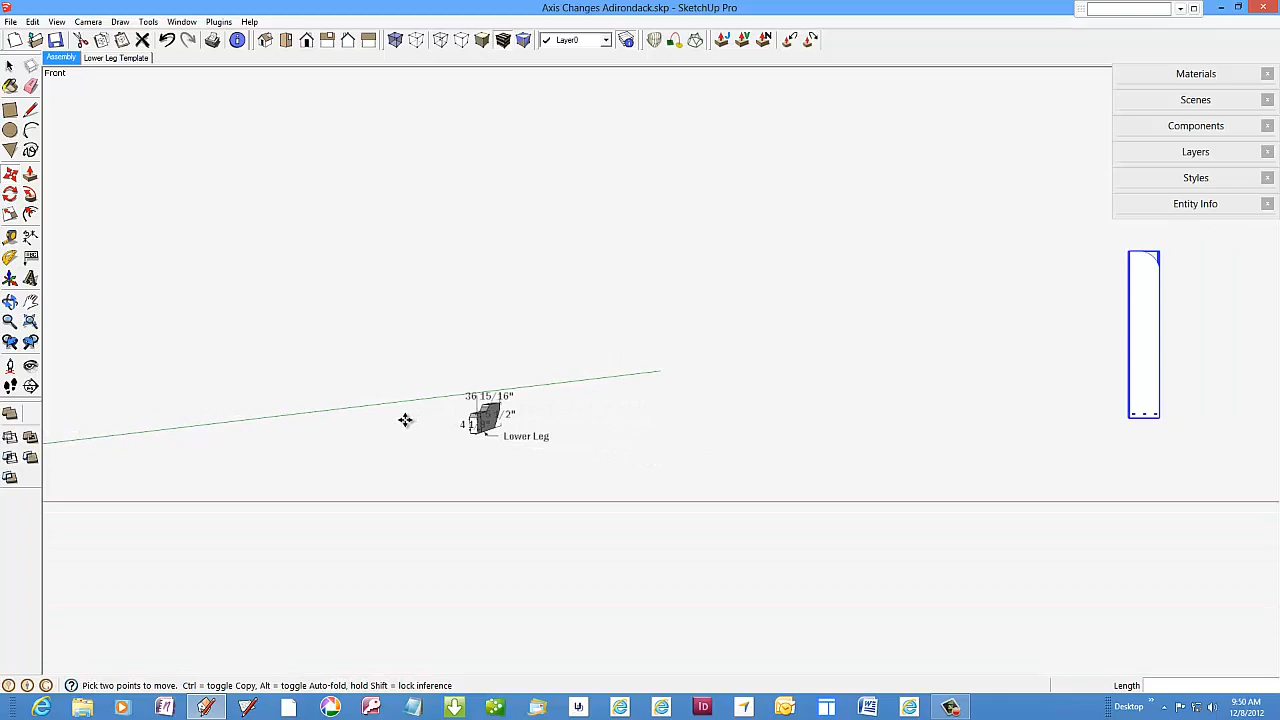 Axis Changes Adirondack.skp - SketchUp Pro
File Edit View Camera Draw Tools Window Plugins Help
Layer0
Assembly Lower Leg Template
Front
Materials
Scenes
Components
Layers
Styles
Entity Info
36 15/16"
Lower Leg
Pick two points to move. Ctrl = toggle Copy, Alt = toggle Auto-fold, hold Shift = lock inference
Length
Desktop
9:50 AM
12/8/2012